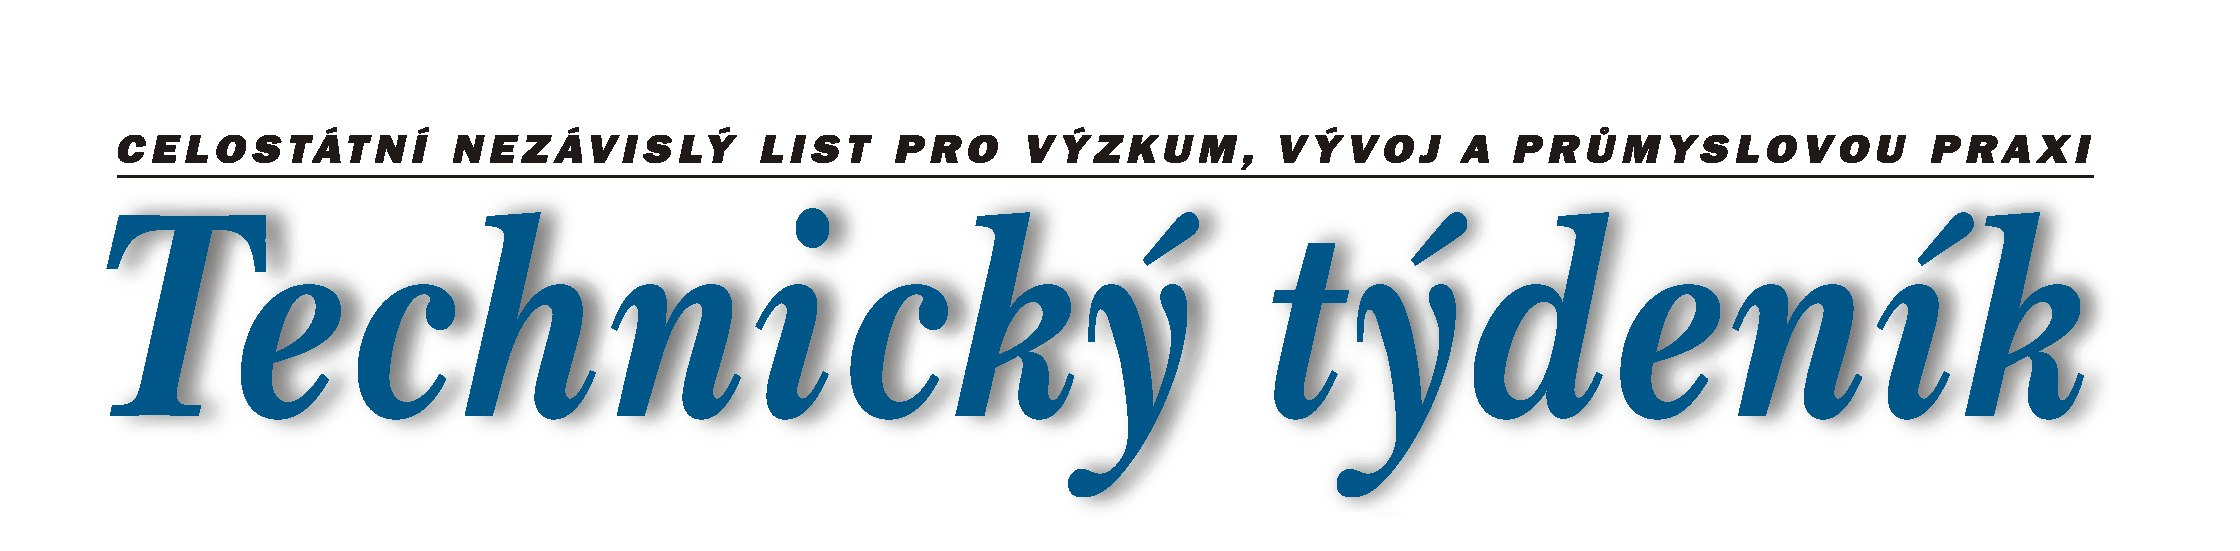 CELOSTÁTNÍ NEZÁVISLÝ LIST PRO VÝZKUM, VÝVOJ A PRŮMYSLOVOU PRAXI
Technický týdeník